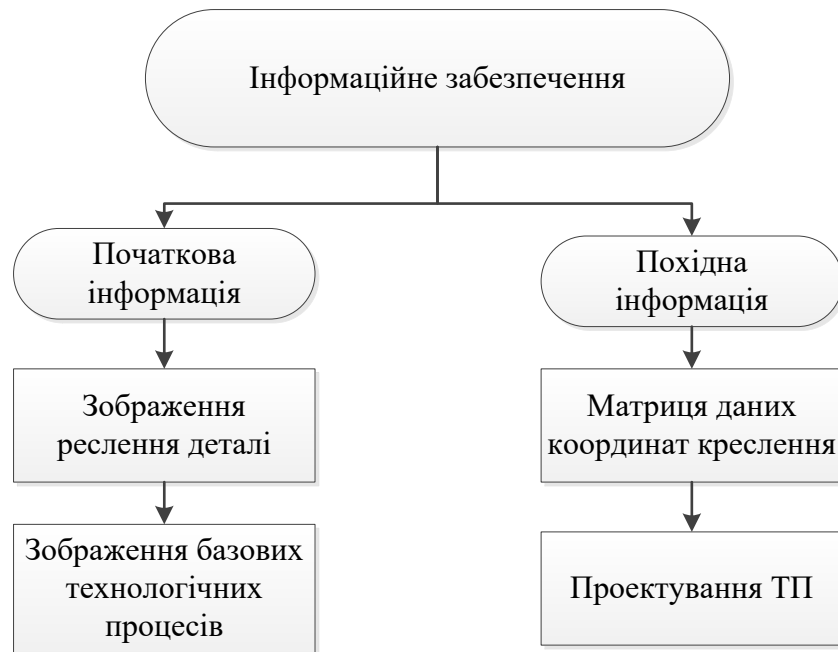 Інформаційне забезпечення
Початкова
інформація
Похідна
інформація
Зображення
реслення деталі
Матриця даних
координат креслення
Зображення базових
технологічних
процесів
Проектування ТП